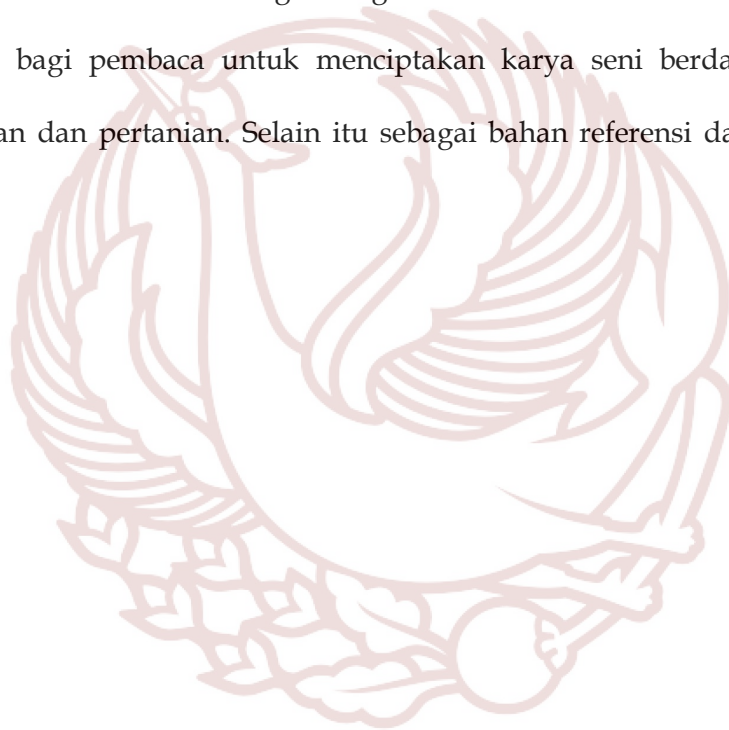 bagi pembaca untuk menciptakan karya seni berda
an dan pertanian. Selain itu sebagai bahan referensi da